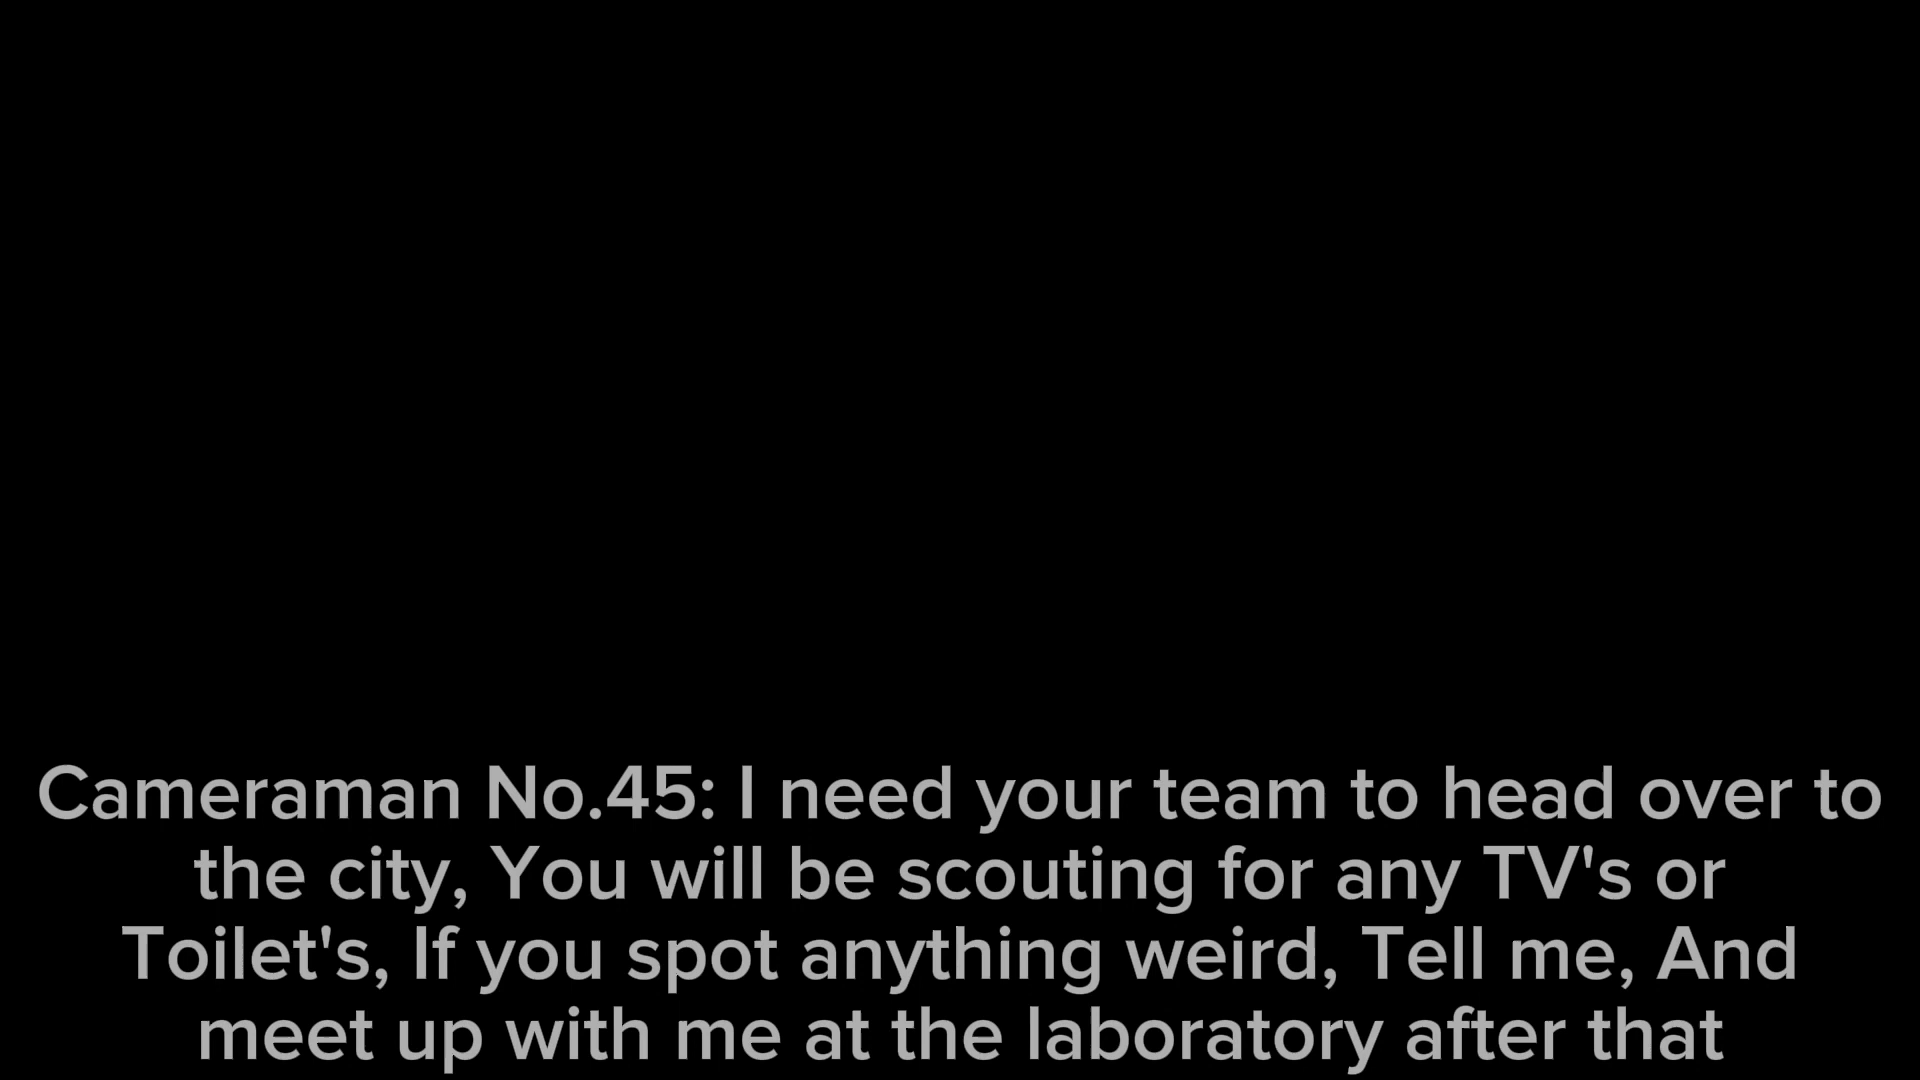 Cameraman No.45: I need your team to head over to
the city, You will be scouting for any TV's or
Toilet's, If you spot anything weird, Tell me, And
meet up with me at the laboratory after that